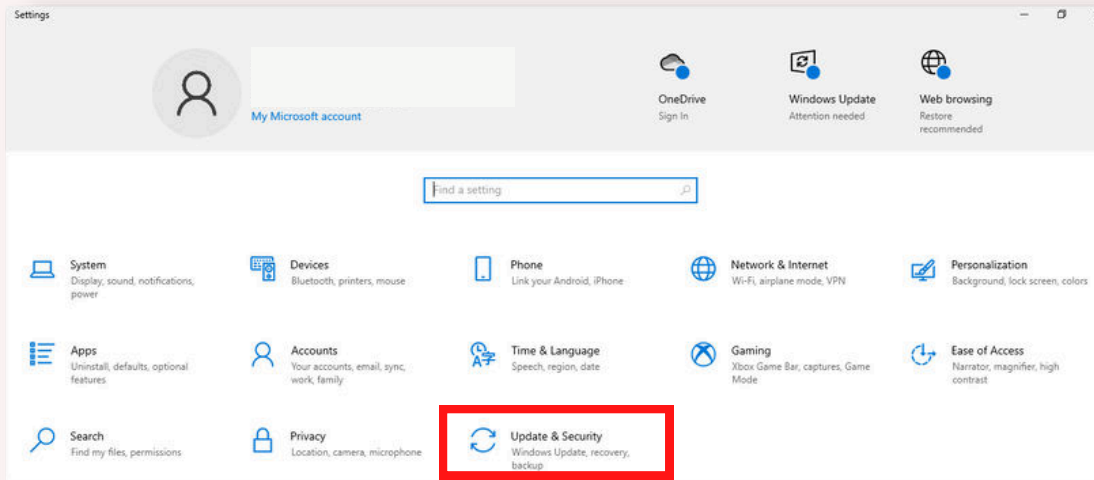 Settings
My Microsoft account
OneDrive
Sign In
Windows Update
Attention needed
Web browsing
Restore
recommended
Find a setting
System
Display, sound, notifications,
power
Devices
Bluetooth, printers, mouse
Phone
Link your Android, iPhone
Network & Internet
Wi-Fi, airplane mode, VPN
Personalization
Background, lock screen, colors
Apps
Uninstall, defaults, optional
features
Accounts
Your accounts, email, sync,
work, family
Time & Language
Speech, region, date
Gaming
Xbox Game Bar, captures, Game
Mode
Ease of Access
Narrator, magnifier, high
contrast
Search
Find my files, permissions
Privacy
Location, camera, microphone
Update & Security
Windows Update, recovery,
backup